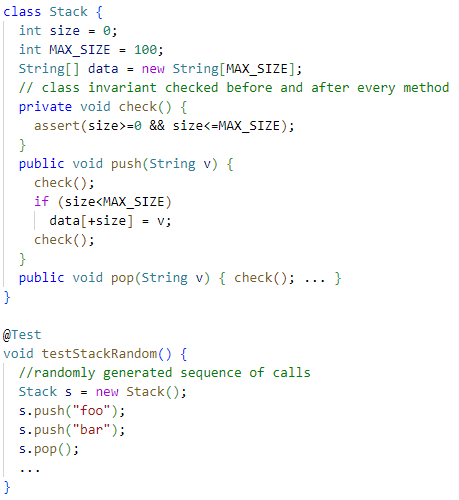 class Stack {
  int size = 0;
  int MAX_SIZE = 100;
  String[] data = new String[MAX_SIZE];
  // class invariant checked before and after every method
  private void check() {
    assert(size>=0 && size<=MAX_SIZE);
  }
  public void push(String v) {
    check();
    if (size<MAX_SIZE)
      data[+size] = v;
    check();
  }
  public void pop(String v) { check(); ... }
}

@Test
void testStackRandom() {
  //randomly generated sequence of calls
  Stack s = new Stack();
  s.push("foo");
  s.push("bar");
  s.pop();
  ...
}